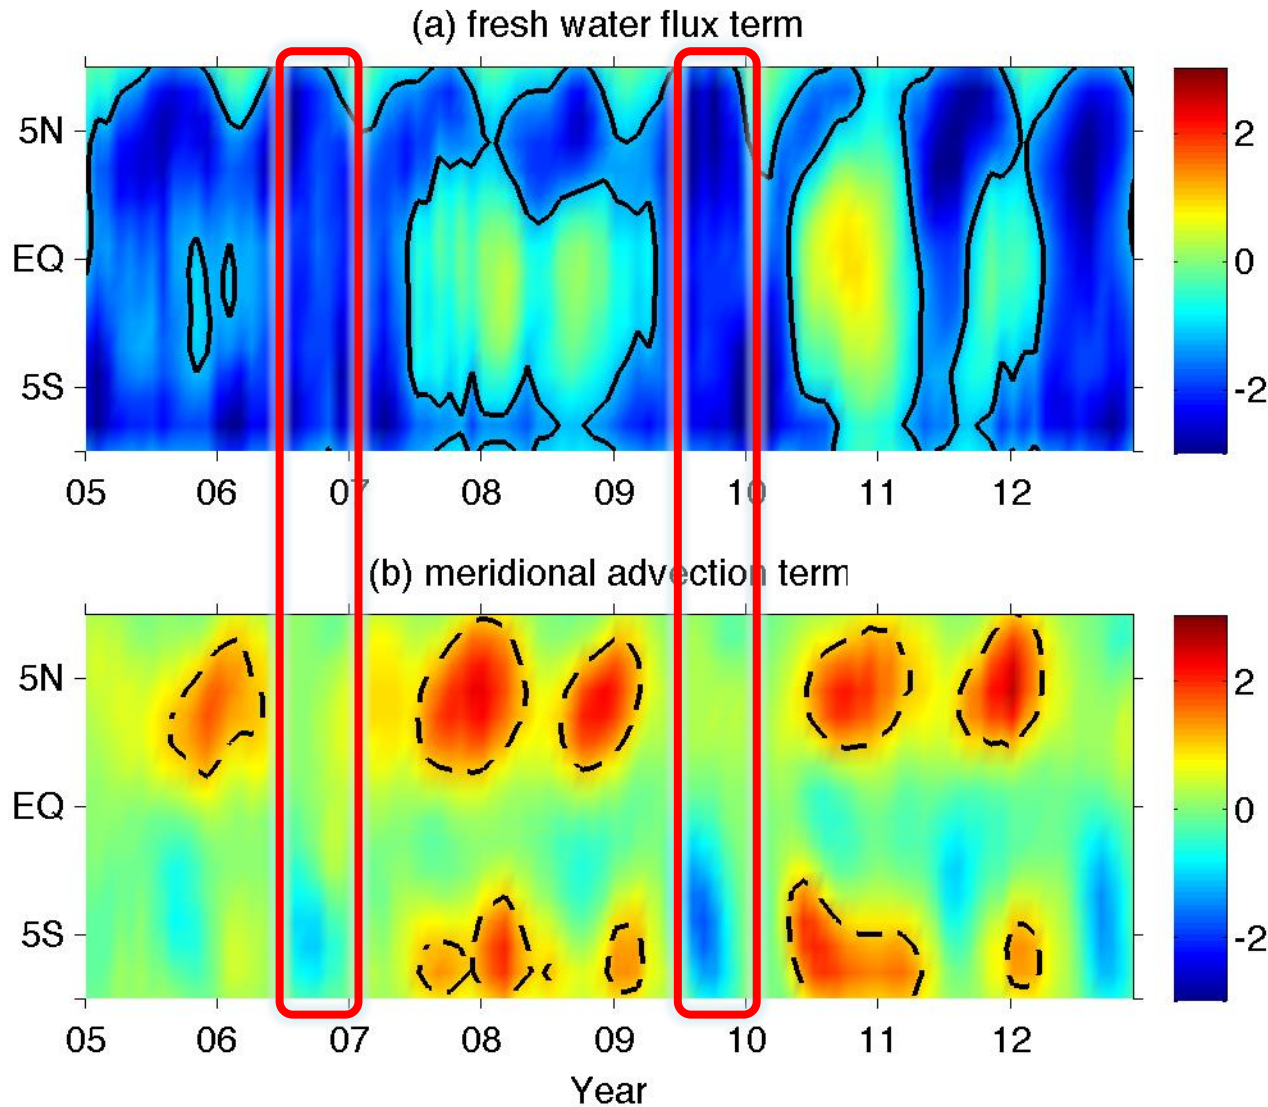 (a) fresh water flux term
5N
EQ
5S
2
0
-2
05 06 07 08 09 10 11 12
(b) meridional advection term
5N
EQ
5S
2
0
-2
05 06 07 08 09 10 11 12
Year